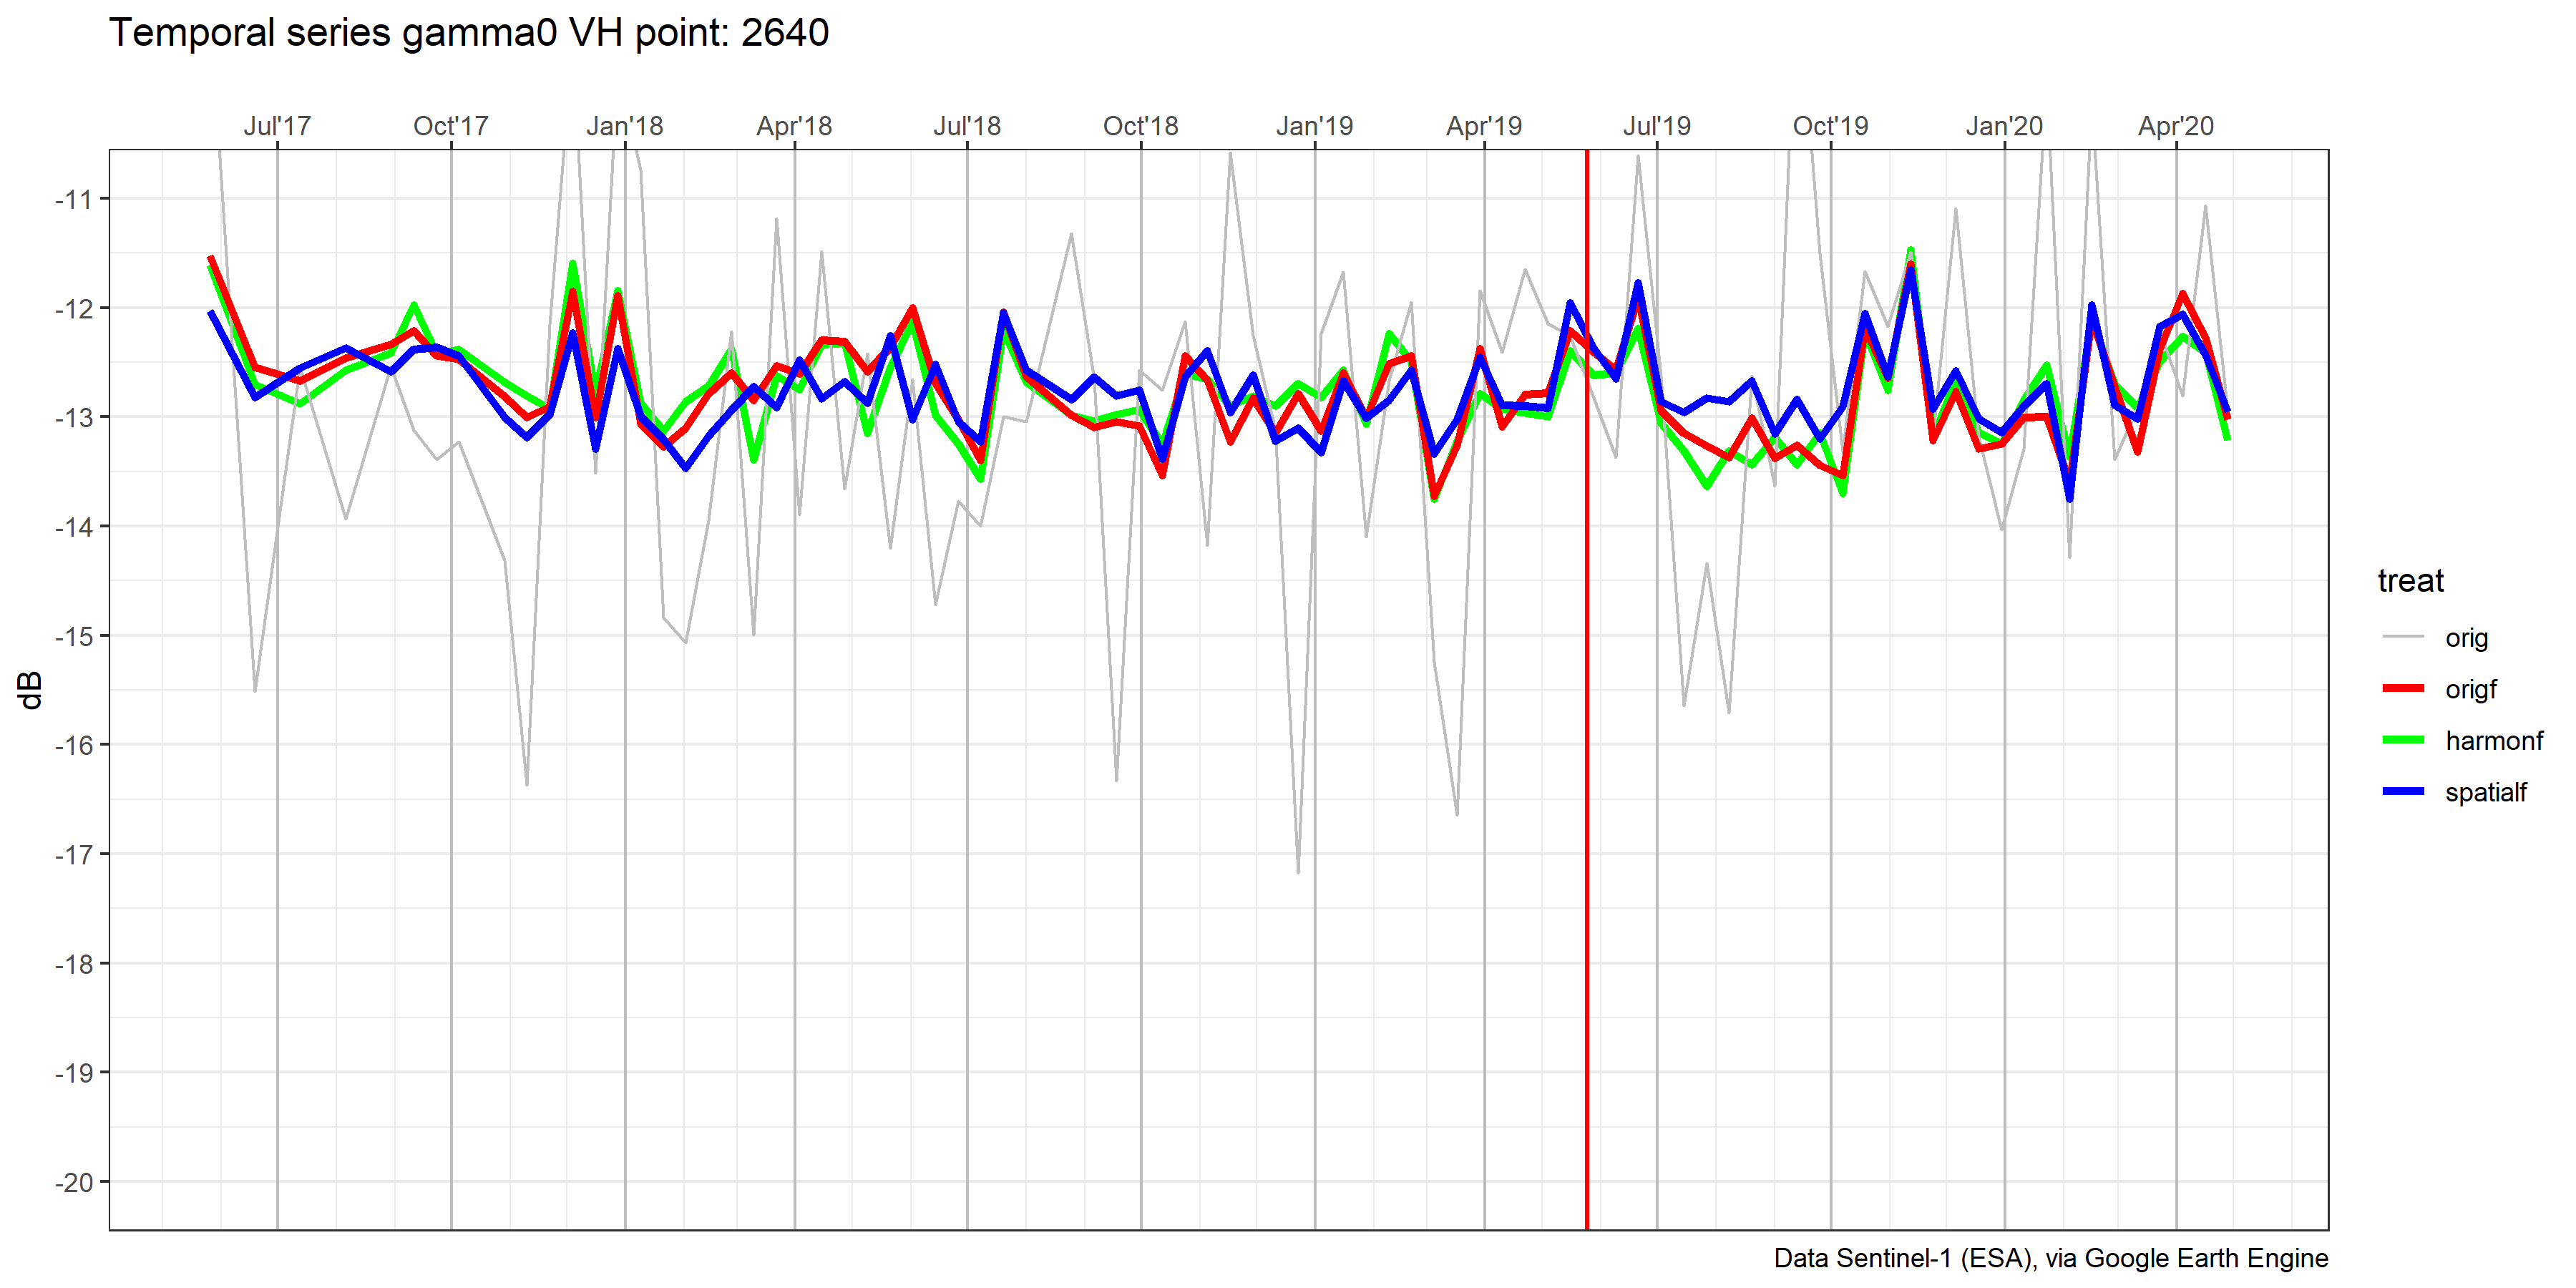 Temporal series gamma0 VH point: 2640
Jul'17 Oct'17 Jan'18 Apr'18 Jul'18 Oct'18 Jan'19 Apr'19 Jul'19 Oct'19 Jan'20 Apr'20
-11
-12
-13
-14
-15
-16
-17
-18
-19
-20
dB
treat
orig
origf
harmonf
spatialf
Data Sentinel-1 (ESA), via Google Earth Engine